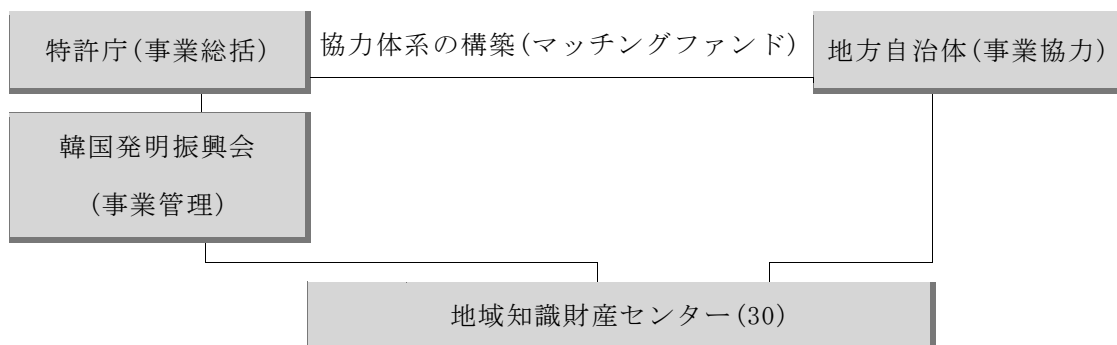 特許庁(事業総括)
協力体系の構築(マッチングファンド)
地方自治体(事業協力)
韓国発明振興会
(事業管理)
地域知識財産センター(30)